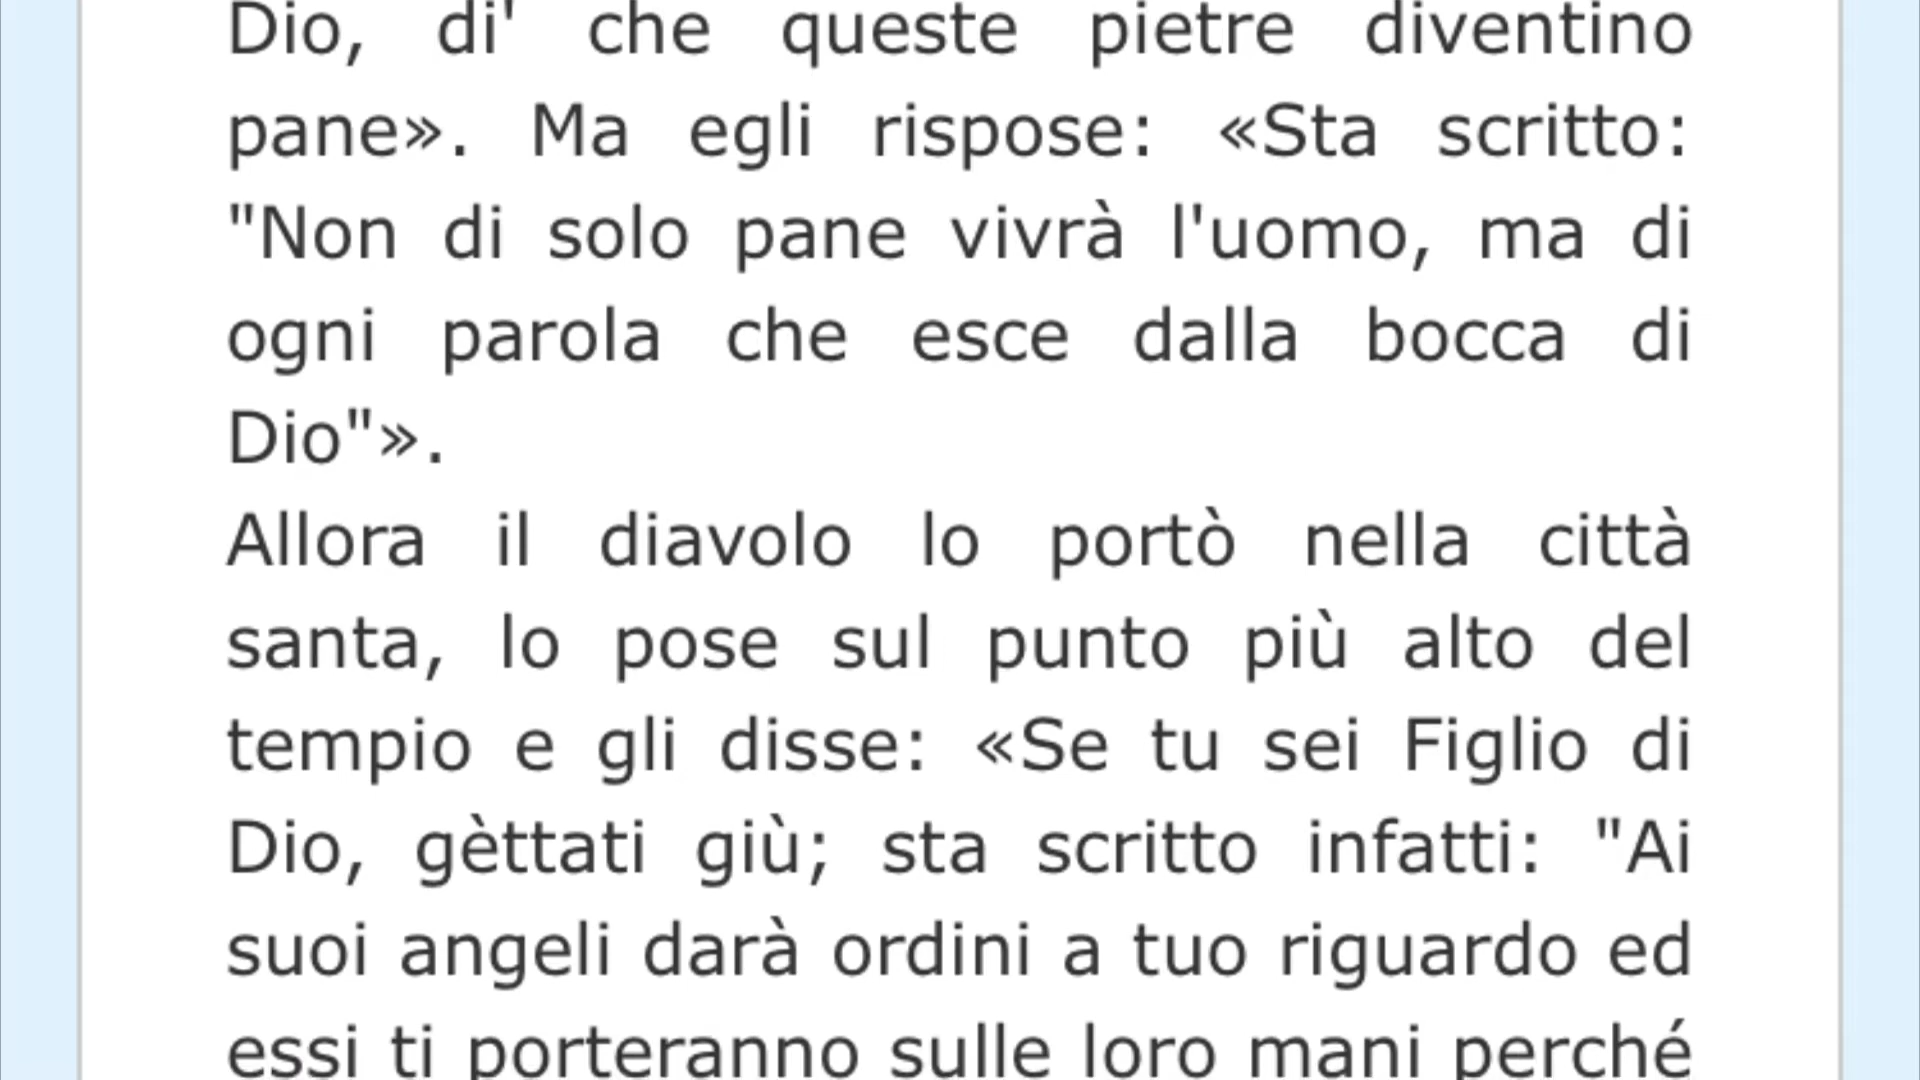 Dio, di' che queste pietre diventino
pane». Ma egli rispose: «Sta scritto:
"Non di solo pane vivrà l'uomo, ma di
ogni parola che esce dalla bocca di
Dio"».
Allora il diavolo lo portò nella città
santa, lo pose sul punto più alto del
tempio e gli disse: «Se tu sei Figlio di
Dio, gèttati giù; sta scritto infatti: "Ai
suoi angeli darà ordini a tuo riguardo ed
essi ti porteranno sulle loro mani perché